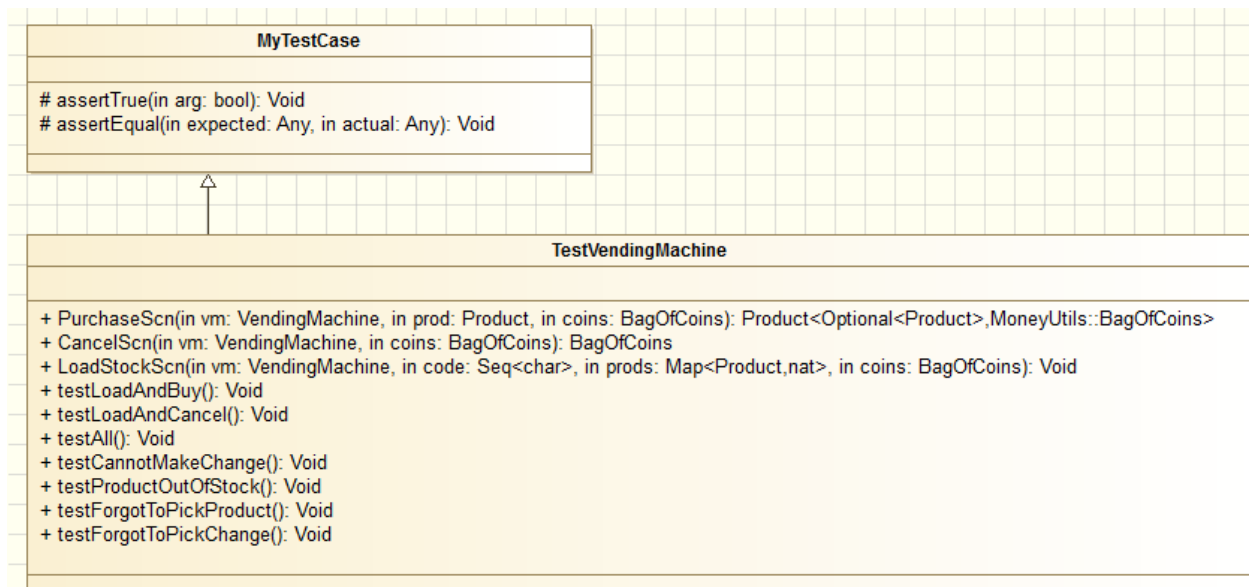 MyTestCase
# assertTrue(in arg: bool): Void
# assertEqual(in expected: Any, in actual: Any): Void
TestVendingMachine
+ PurchaseScn(in vm: VendingMachine, in prod: Product, in coins: BagOfCoins): Product<Optional<Product>,MoneyUtils::BagOfCoins>
+ CancelScn(in vm: VendingMachine, in coins: BagOfCoins): BagOfCoins
+ LoadStockScn(in vm: VendingMachine, in code: Seq<char>, in prods: Map<Product,nat>, in coins: BagOfCoins): Void
+ testLoadAndBuy(): Void
+ testLoadAndCancel(): Void
+ testAll(): Void
+ testCannotMakeChange(): Void
+ testProductOutOfStock(): Void
+ testForgotToPickProduct(): Void
+ testForgotToPickChange(): Void